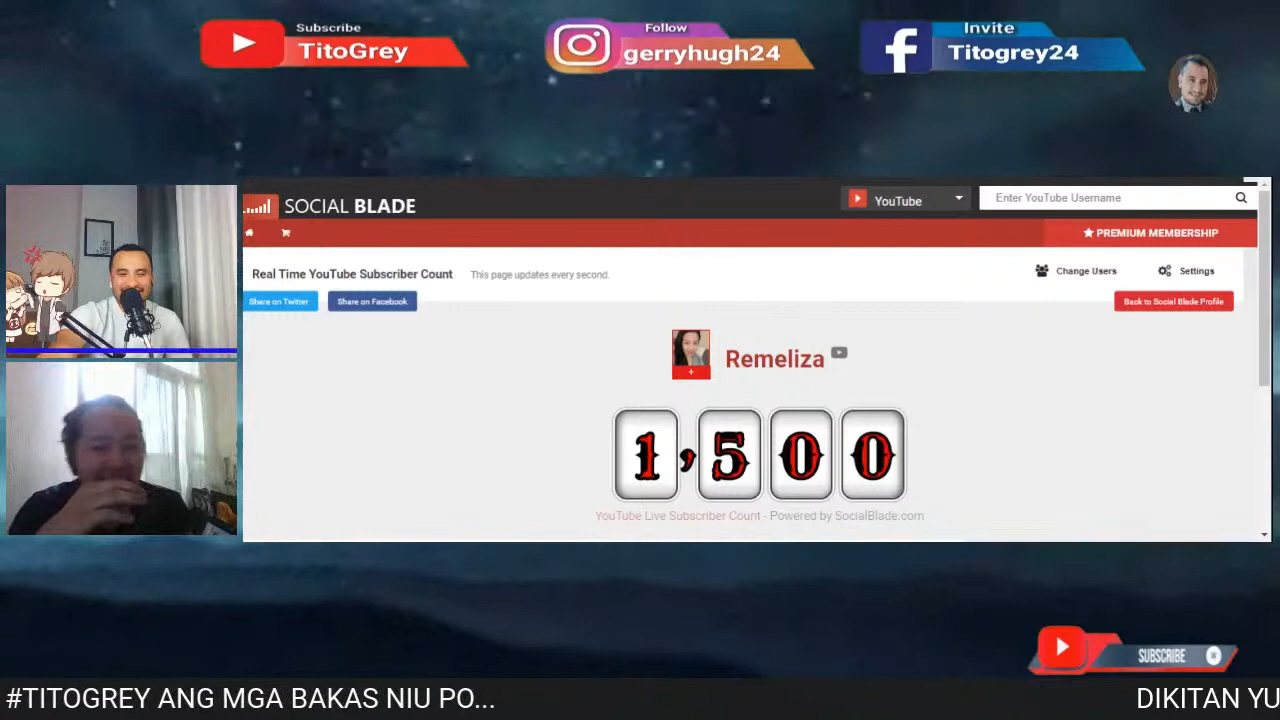 Subscribe
TitoGrey
Follow
gerryhugh24
Invite
Titogrey24
SOCIAL BLADE
YouTube
Enter YouTube Username
PREMIUM MEMBERSHIP
Real Time YouTube Subscriber Count
This page updates every second.
Change Users
Settings
Share on Twitter
Share on Facebook
Back to Social Blade Profile
Remeliza
+
1,500
YouTube Live Subscriber Count - Powered by SocialBlade.com
SUBSCRIBE
#TITOGREY ANG MGA BAKAS NIU PO...
DIKITAN YU